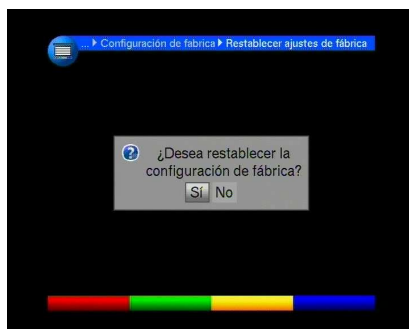 ... Configuración de fabrica Restablecer ajustes de fábrica
¿Desea restablecer la
configuración de fábrica?
Sí No